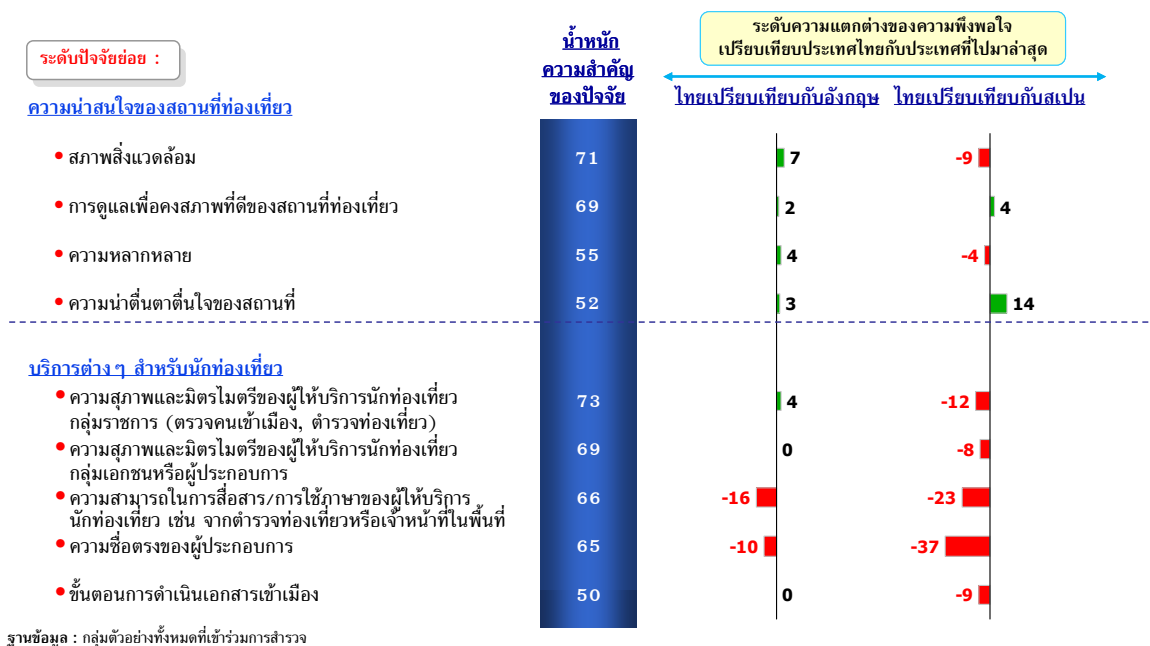 ระดับความแตกต่างของความพึงพอใจ
เปรียบเทียบประเทศไทยกับประเทศที่ไปมาล่าสุด
ระดับปัจจัยย่อย :
น้ำหนัก
ความสำคัญ
ของปัจจัย
ไทยเปรียบเทียบกับอังกฤษ ไทยเปรียบเทียบกับสเปน
ความน่าสนใจของสถานที่ท่องเที่ยว
• สภาพสิ่งแวดล้อม 71 7 -9
• การดูแลเพื่อคงสภาพที่ดีของสถานที่ท่องเที่ยว 69 2 4
• ความหลากหลาย 55 4 -4
• ความน่าตื่นตาตื่นใจของสถานที่ 52 3 14
บริการต่างๆ สำหรับนักท่องเที่ยว
• ความสุภาพและมิตรไมตรีของผู้ให้บริการนักท่องเที่ยว
กลุ่มราชการ (ตรวจคนเข้าเมือง, ตำรวจท่องเที่ยว) 73 4 -12
• ความสุภาพและมิตรไมตรีของผู้ให้บริการนักท่องเที่ยว
กลุ่มเอกชนหรือผู้ประกอบการ 69 0 -8
• ความสามารถในการสื่อสาร/การใช้ภาษาของผู้ให้บริการ
นักท่องเที่ยว เช่น จากตำรวจท่องเที่ยวหรือเจ้าหน้าที่ในพื้นที่ 66 -16 -23
• ความซื่อตรงของผู้ประกอบการ 65 -10 -37
• ขั้นตอนการดำเนินเอกสารเข้าเมือง 50 0 -9
ฐานข้อมูล : กลุ่มตัวอย่างทั้งหมดที่เข้าร่วมการสำรวจ